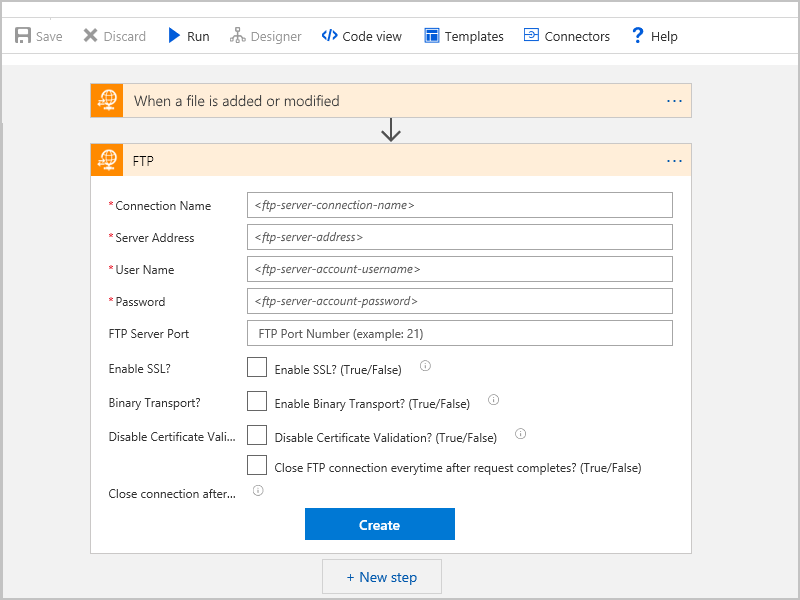 Save Discard Run Designer Code view Templates Connectors ? Help
When a file is added or modified ...
FTP ...
* Connection Name <ftp-server-connection-name>
* Server Address <ftp-server-address>
* User Name <ftp-server-account-username>
* Password <ftp-server-account-password>
FTP Server Port FTP Port Number (example: 21)
Enable SSL? Enable SSL? (True/False)
Binary Transport? Enable Binary Transport? (True/False)
Disable Certificate Vali... Disable Certificate Validation? (True/False)
Close FTP connection everytime after request completes? (True/False)
Close connection after...
Create
+ New step